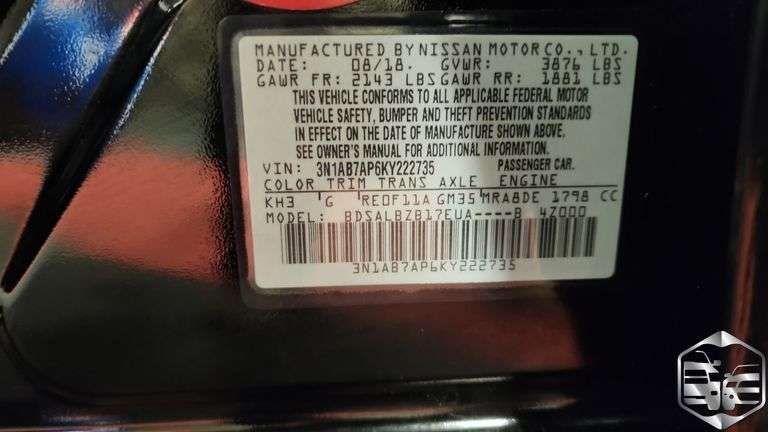 MANUFACTURED BY NISSAN MOTOR CO., LTD.
DATE: 08/18. GVWR: 3876 LBS
GAWR FR: 2143 LBS GAWR RR: 1881 LBS
THIS VEHICLE CONFORMS TO ALL APPLICABLE FEDERAL MOTOR
VEHICLE SAFETY, BUMPER AND THEFT PREVENTION STANDARDS
IN EFFECT ON THE DATE OF MANUFACTURE SHOWN ABOVE.
SEE OWNER'S MANUAL FOR ADDITIONAL INFORMATION.
VIN: 3N1AB7AP6KY222735 PASSENGER CAR.
COLOR TRIM TRANS AXLE ENGINE
KH3 G RE0F11A GM35 MRA8DE 1798 CC
MODEL: BDSALBZB17EUA----B 4Z000
3N1AB7AP6KY222735